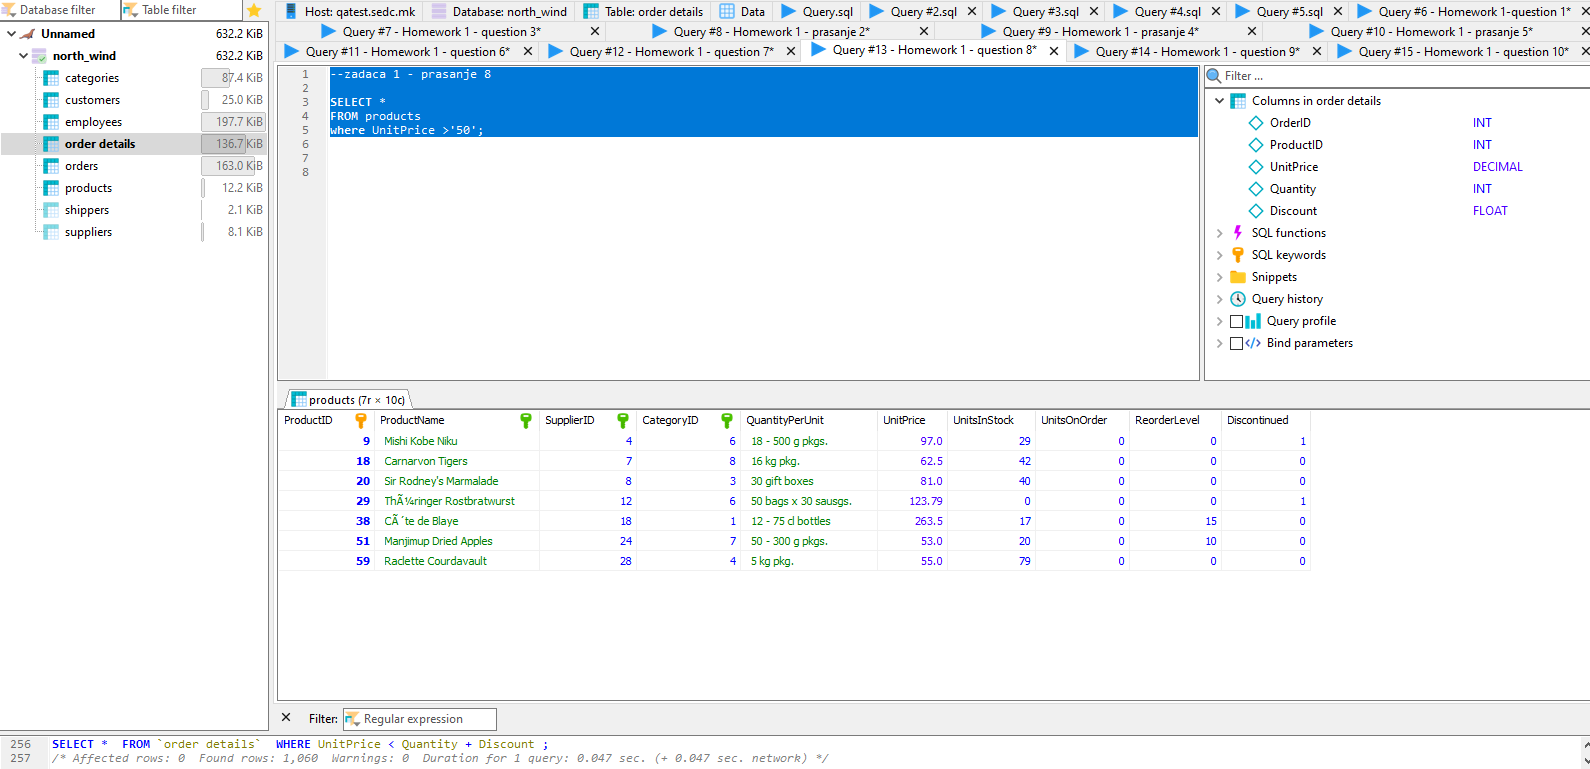 Database filter Table filter
Host: qatest.sedc.mk Database: north_wind Table: order details Data Query.sql Query #2.sql Query #3.sql Query #4.sql Query #5.sql Query #6 - Homework 1-question 1*
Query #7 - Homework 1 - question 3* Query #8 - Homework 1 - prasanje 2* Query #9 - Homework 1 - prasanje 4* Query #10 - Homework 1 - prasanje 5*
Query #11 - Homework 1 - question 6* Query #12 - Homework 1 - question 7* Query #13 - Homework 1 - question 8* Query #14 - Homework 1 - question 9* Query #15 - Homework 1 - question 10*
Unnamed 632.2 KiB
north_wind 632.2 KiB
categories 87.4 KiB
customers 25.0 KiB
employees 197.7 KiB
order details 136.7 KiB
orders 163.0 KiB
products 12.2 KiB
shippers 2.1 KiB
suppliers 8.1 KiB
1 --zadaca 1 - prasanje 8
2
3 SELECT *
4 FROM products
5 where UnitPrice >'50';
6
7
8
Filter ...
Columns in order details
OrderID INT
ProductID INT
UnitPrice DECIMAL
Quantity INT
Discount FLOAT
SQL functions
SQL keywords
Snippets
Query history
Query profile
Bind parameters
products (7r × 10c)
ProductID ProductName SupplierID CategoryID QuantityPerUnit UnitPrice UnitsInStock UnitsOnOrder ReorderLevel Discontinued
9 Mishi Kobe Niku 4 6 18 - 500 g pkgs. 97.0 29 0 0 1
18 Carnarvon Tigers 7 8 16 kg pkg. 62.5 42 0 0 0
20 Sir Rodney's Marmalade 8 3 30 gift boxes 81.0 40 0 0 0
29 ThÃ¼ringer Rostbratwurst 12 6 50 bags x 30 sausgs. 123.79 0 0 0 1
38 CÃ´te de Blaye 18 1 12 - 75 cl bottles 263.5 17 0 15 0
51 Manjimup Dried Apples 24 7 50 - 300 g pkgs. 53.0 20 0 10 0
59 Raclette Courdavault 28 4 5 kg pkg. 55.0 79 0 0 0
Filter: Regular expression
256 SELECT * FROM `order details` WHERE UnitPrice < Quantity + Discount ;
257 /* Affected rows: 0 Found rows: 1,060 Warnings: 0 Duration for 1 query: 0.047 sec. (+ 0.047 sec. network) */